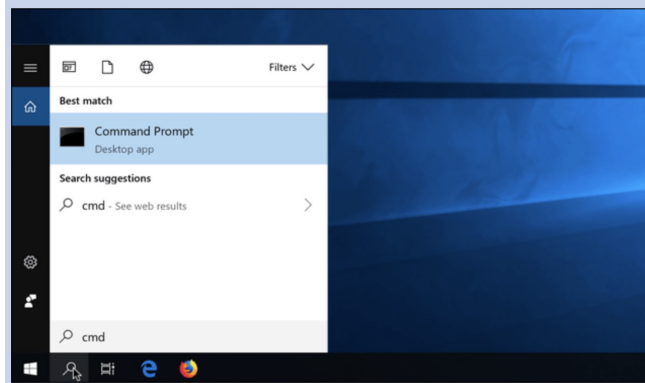 Filters
Best match
Command Prompt
Desktop app
Search suggestions
cmd - See web results
cmd